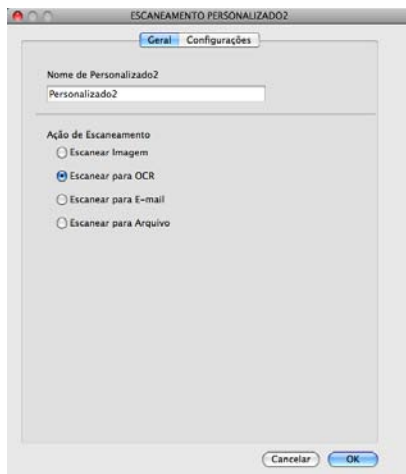 ESCANEAMENTO PERSONALIZADO2
Geral Configurações
Nome de Personalizado2
Personalizado2
Ação de Escaneamento
Escanear Imagem
Escanear para OCR
Escanear para E-mail
Escanear para Arquivo
Cancelar OK